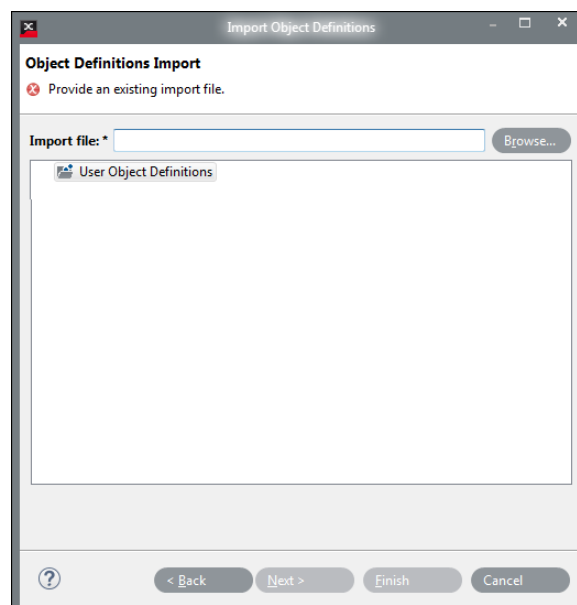 Import Object Definitions
Object Definitions Import
Provide an existing import file.
Import file: *
Browse...
User Object Definitions
?
< Back
Next >
Finish
Cancel